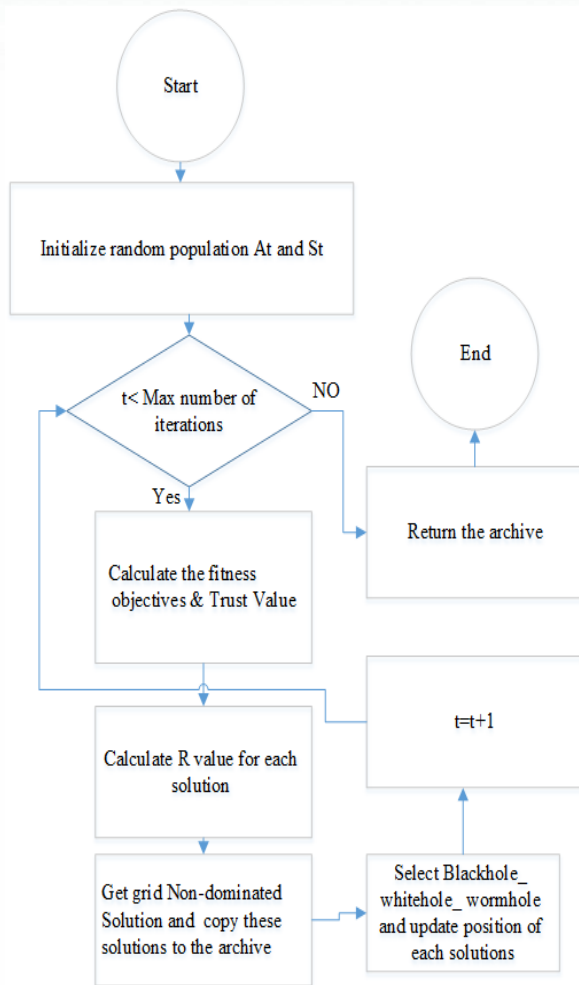 Start
Initialize random population At and St
t< Max number of
iterations
NO
Yes
End
Return the archive
Calculate the fitness
objectives & Trust Value
Calculate R value for each
solution
Get grid Non-dominated
Solution and copy these
solutions to the archive
Select Blackhole_
whitehole_ wormhole
and update position of
each solutions
t=t+1